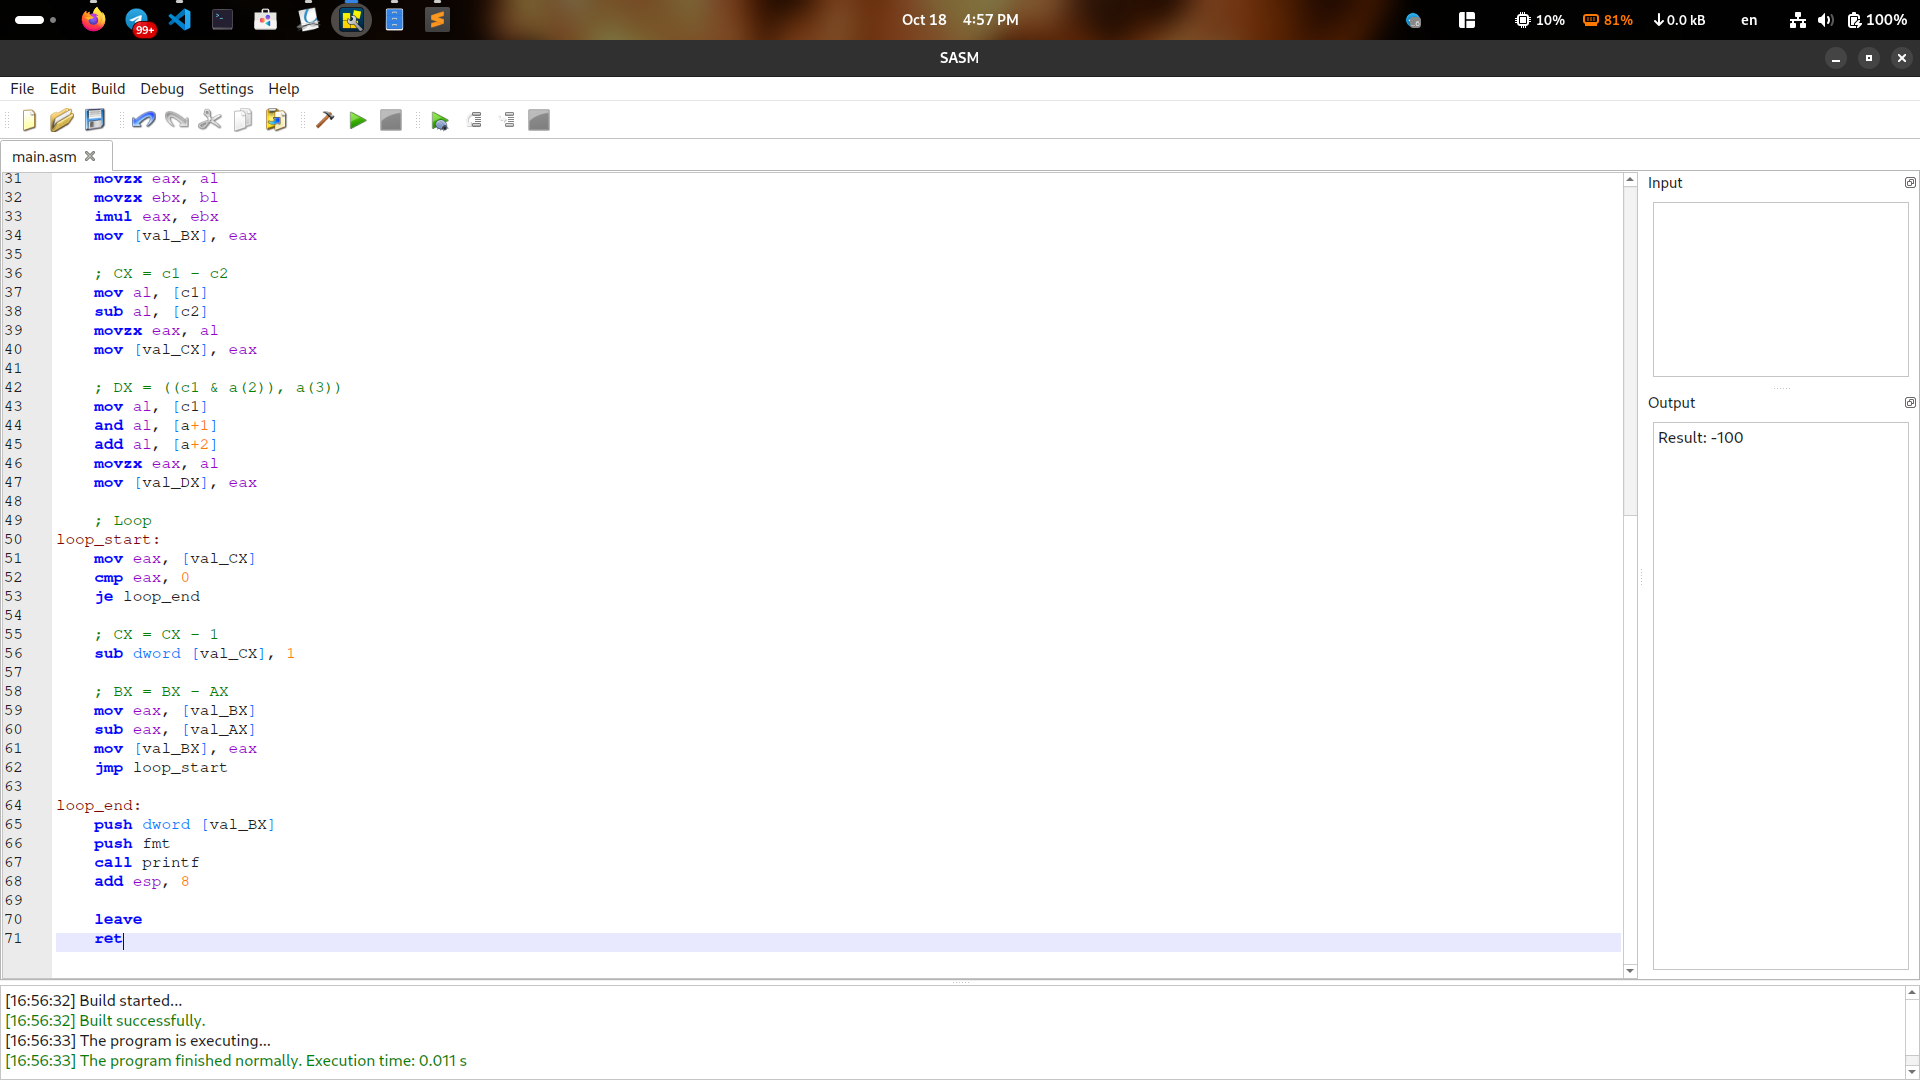 99+
Oct 18 4:57 PM
10% 81% ↓0.0 kB en 100%
SASM
File Edit Build Debug Settings Help
main.asm
31 movzx eax, al
32 movzx ebx, bl
33 imul eax, ebx
34 mov [val_BX], eax
35
36 ; CX = c1 - c2
37 mov al, [c1]
38 sub al, [c2]
39 movzx eax, al
40 mov [val_CX], eax
41
42 ; DX = ((c1 & a(2)), a(3))
43 mov al, [c1]
44 and al, [a+1]
45 add al, [a+2]
46 movzx eax, al
47 mov [val_DX], eax
48
49 ; Loop
50 loop_start:
51 mov eax, [val_CX]
52 cmp eax, 0
53 je loop_end
54
55 ; CX = CX - 1
56 sub dword [val_CX], 1
57
58 ; BX = BX - AX
59 mov eax, [val_BX]
60 sub eax, [val_AX]
61 mov [val_BX], eax
62 jmp loop_start
63
64 loop_end:
65 push dword [val_BX]
66 push fmt
67 call printf
68 add esp, 8
69
70 leave
71 ret
Input
Output
Result: -100
[16:56:32] Build started...
[16:56:32] Built successfully.
[16:56:33] The program is executing...
[16:56:33] The program finished normally. Execution time: 0.011 s